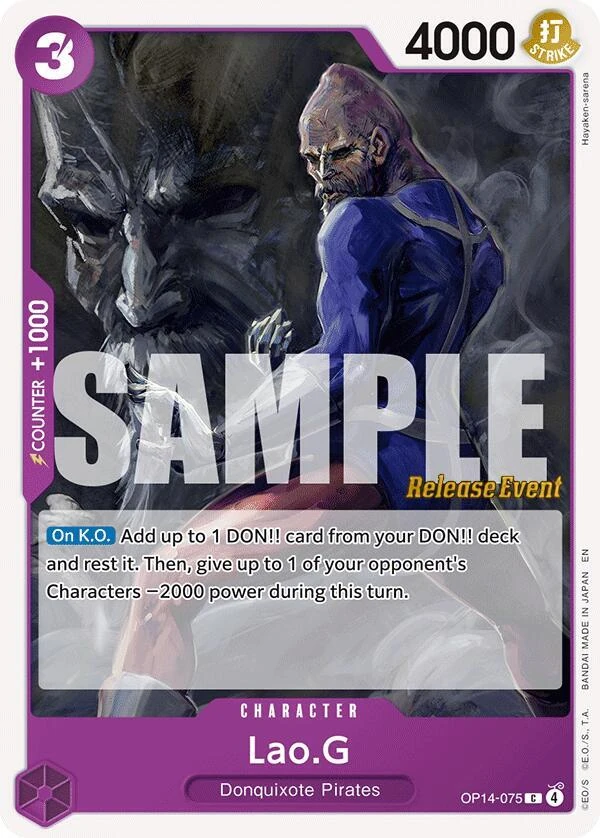 3
4000
打
STRIKE
Hayaken-sarena
COUNTER +1000
SAMPLE
Release Event
On K.O. Add up to 1 DON!! card from your DON!! deck
and rest it. Then, give up to 1 of your opponent's
Characters −2000 power during this turn.
CHARACTER
Lao.G
Donquixote Pirates
OP14-075 C 4
©EO/S ©E.O./S., T.A. BANDAI MADE IN JAPAN EN